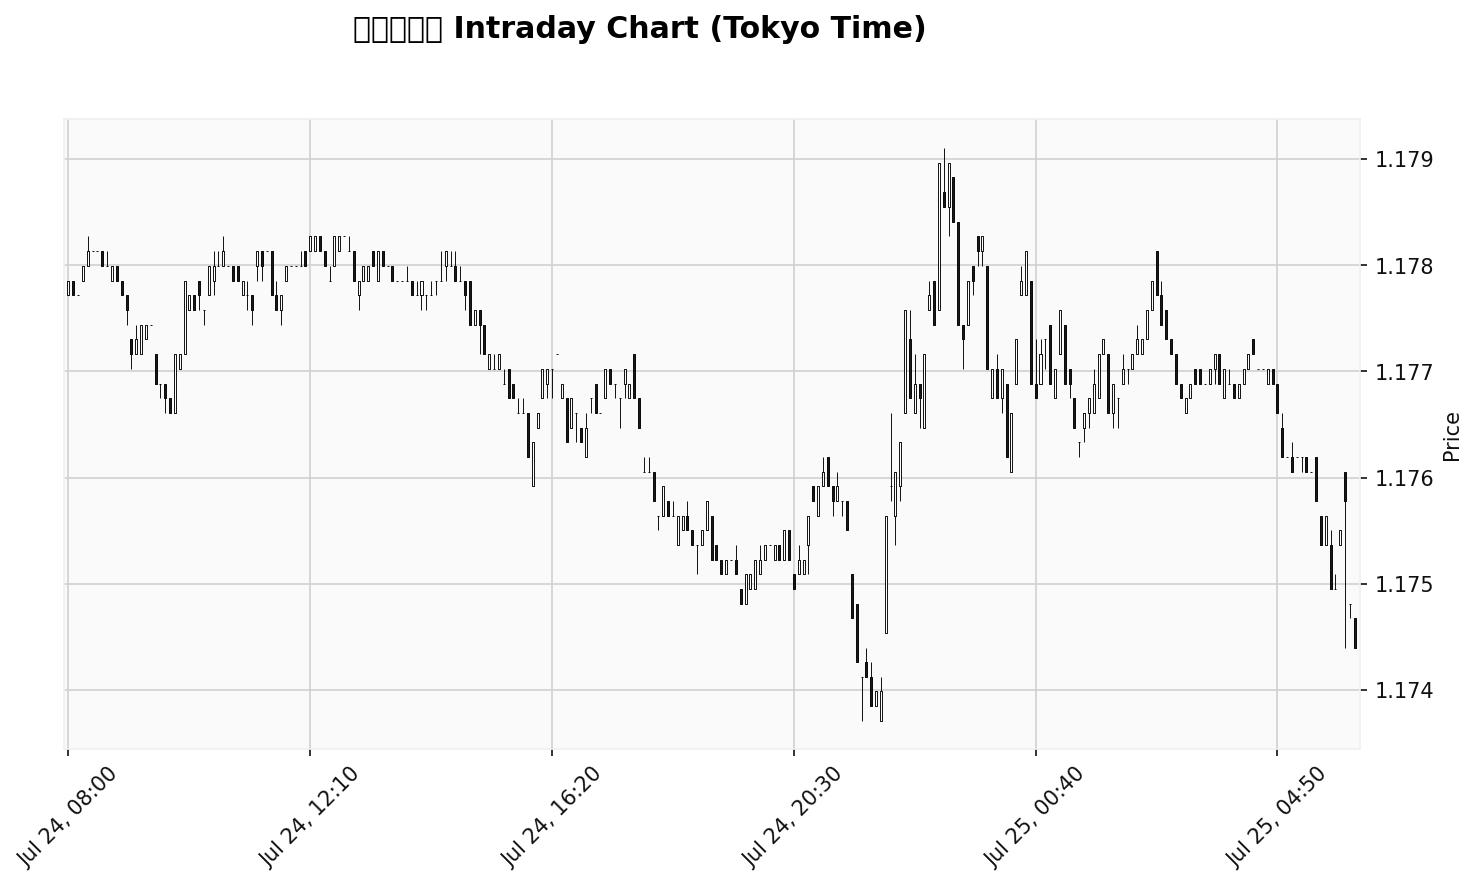 Intraday Chart (Tokyo Time)
1.179
1.178
1.177
1.176
1.175
1.174
Price
Jul 24, 08:00
Jul 24, 12:10
Jul 24, 16:20
Jul 24, 20:30
Jul 25, 00:40
Jul 25, 04:50